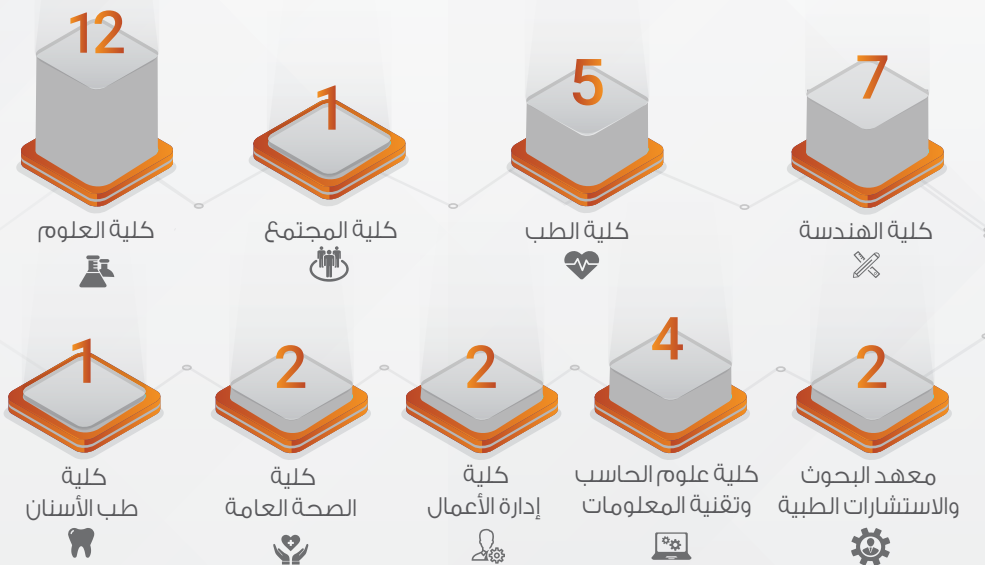 7
5
1
12
كلية الهندسة
كلية الطب
كلية المجتمع
كلية العلوم
2
4
2
2
1
معهد البحوث
والاستشارات الطبية
كلية علوم الحاسب
وتقنية المعلومات
كلية
إدارة الأعمال
كلية
الصحة العامة
كلية
طب الأسنان